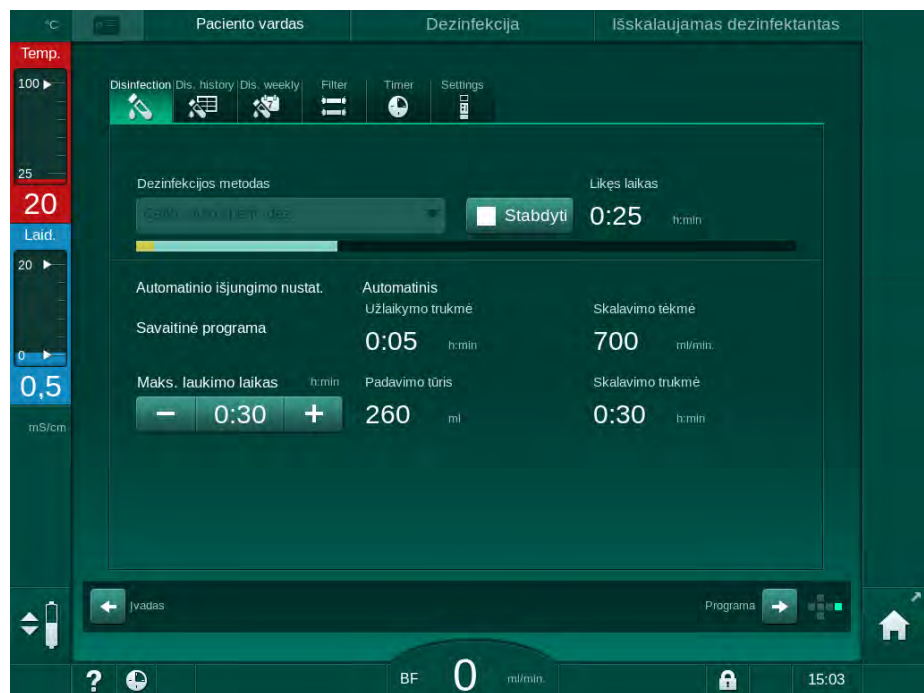 °C Paciento vardas Dezinfekcija Išskalaujamas dezinfektantas
Temp.
100
25
20
Laid.
20
0
0,5
mS/cm
Disinfection Dis. history Dis. weekly Filter Timer Settings
7
Dezinfekcijos metodas Likęs laikas
Stabdyti 0:25 h:min
Automatinio išjungimo nustat. Automatinis
Užlaikymo trukmė Skalavimo tėkmė
Savaitinė programa
0:05 h:min 700 ml/min.
Maks. laukimo laikas h:min Padavimo tūris Skalavimo trukmė
− 0:30 + 260 ml 0:30 h:min
Įvadas Programa
? BF 0 ml/min. 15:03